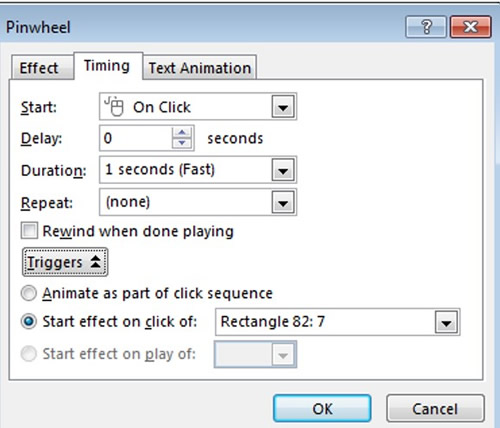 Pinwheel
Effect Timing Text Animation
Start: On Click
Delay: 0 seconds
Duration: 1 seconds (Fast)
Repeat: (none)
Rewind when done playing
Triggers
Animate as part of click sequence
Start effect on click of: Rectangle 82: 7
Start effect on play of:
OK Cancel